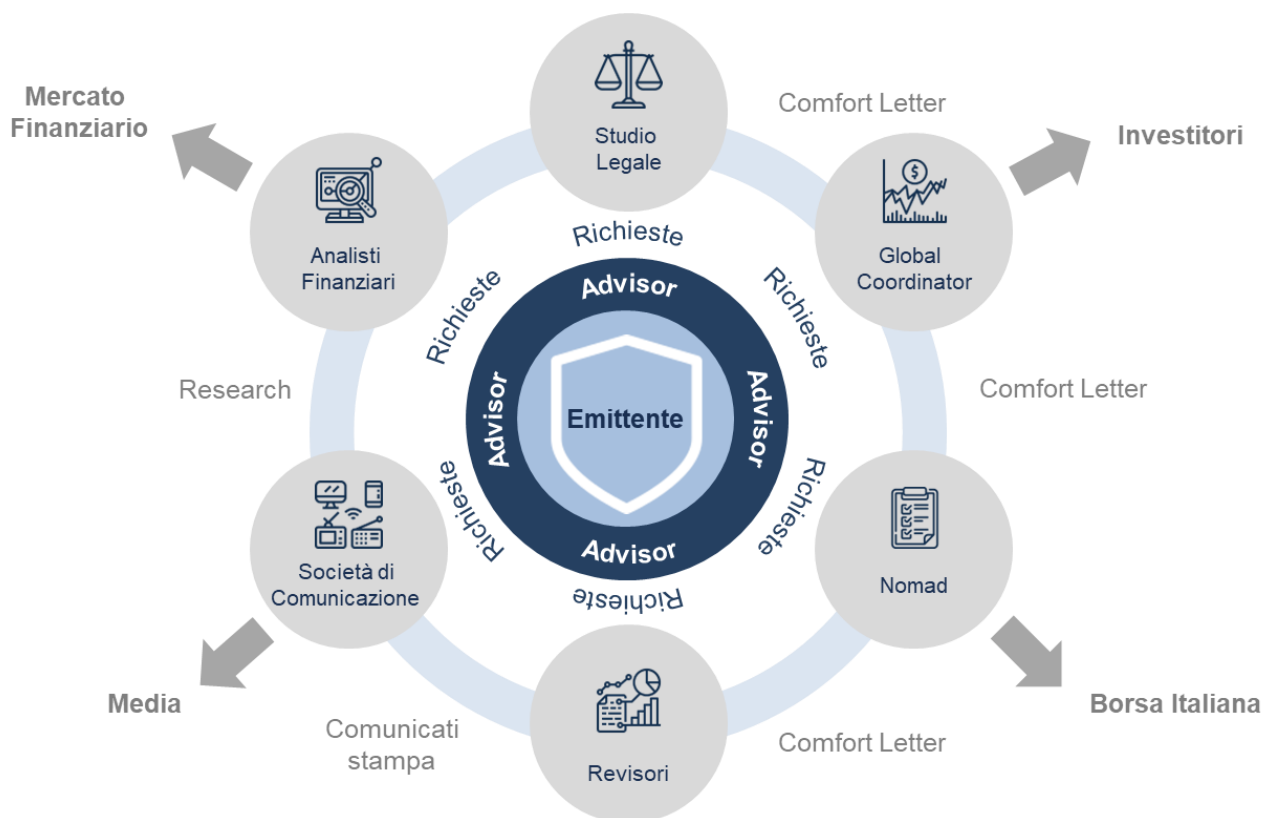 Studio
Legale
Comfort Letter
Mercato
Finanziario
Investitori
Analisti
Finanziari
Global
Coordinator
Richieste
Richieste
Richieste
Advisor
Advisor
Emittente
Advisor
Advisor
Research
Comfort Letter
Richieste
Richieste
Richieste
Società di
Comunicazione
Nomad
Media
Borsa Italiana
Comunicati
stampa
Comfort Letter
Revisori